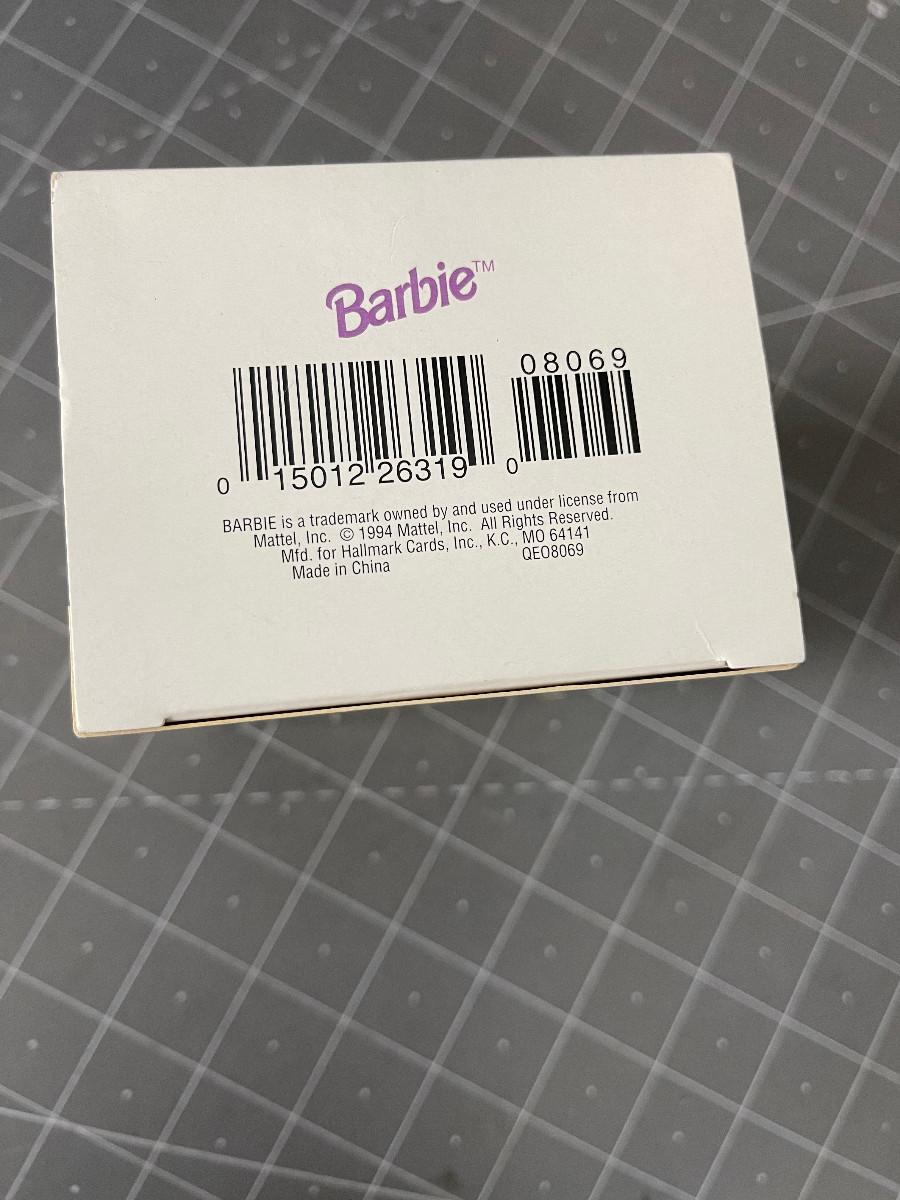 Barbie™
08069
0 15012 26319 0
BARBIE is a trademark owned by and used under license from
Mattel, Inc. © 1994 Mattel, Inc. All Rights Reserved.
Mfd. for Hallmark Cards, Inc., K.C., MO 64141
Made in China QEO8069